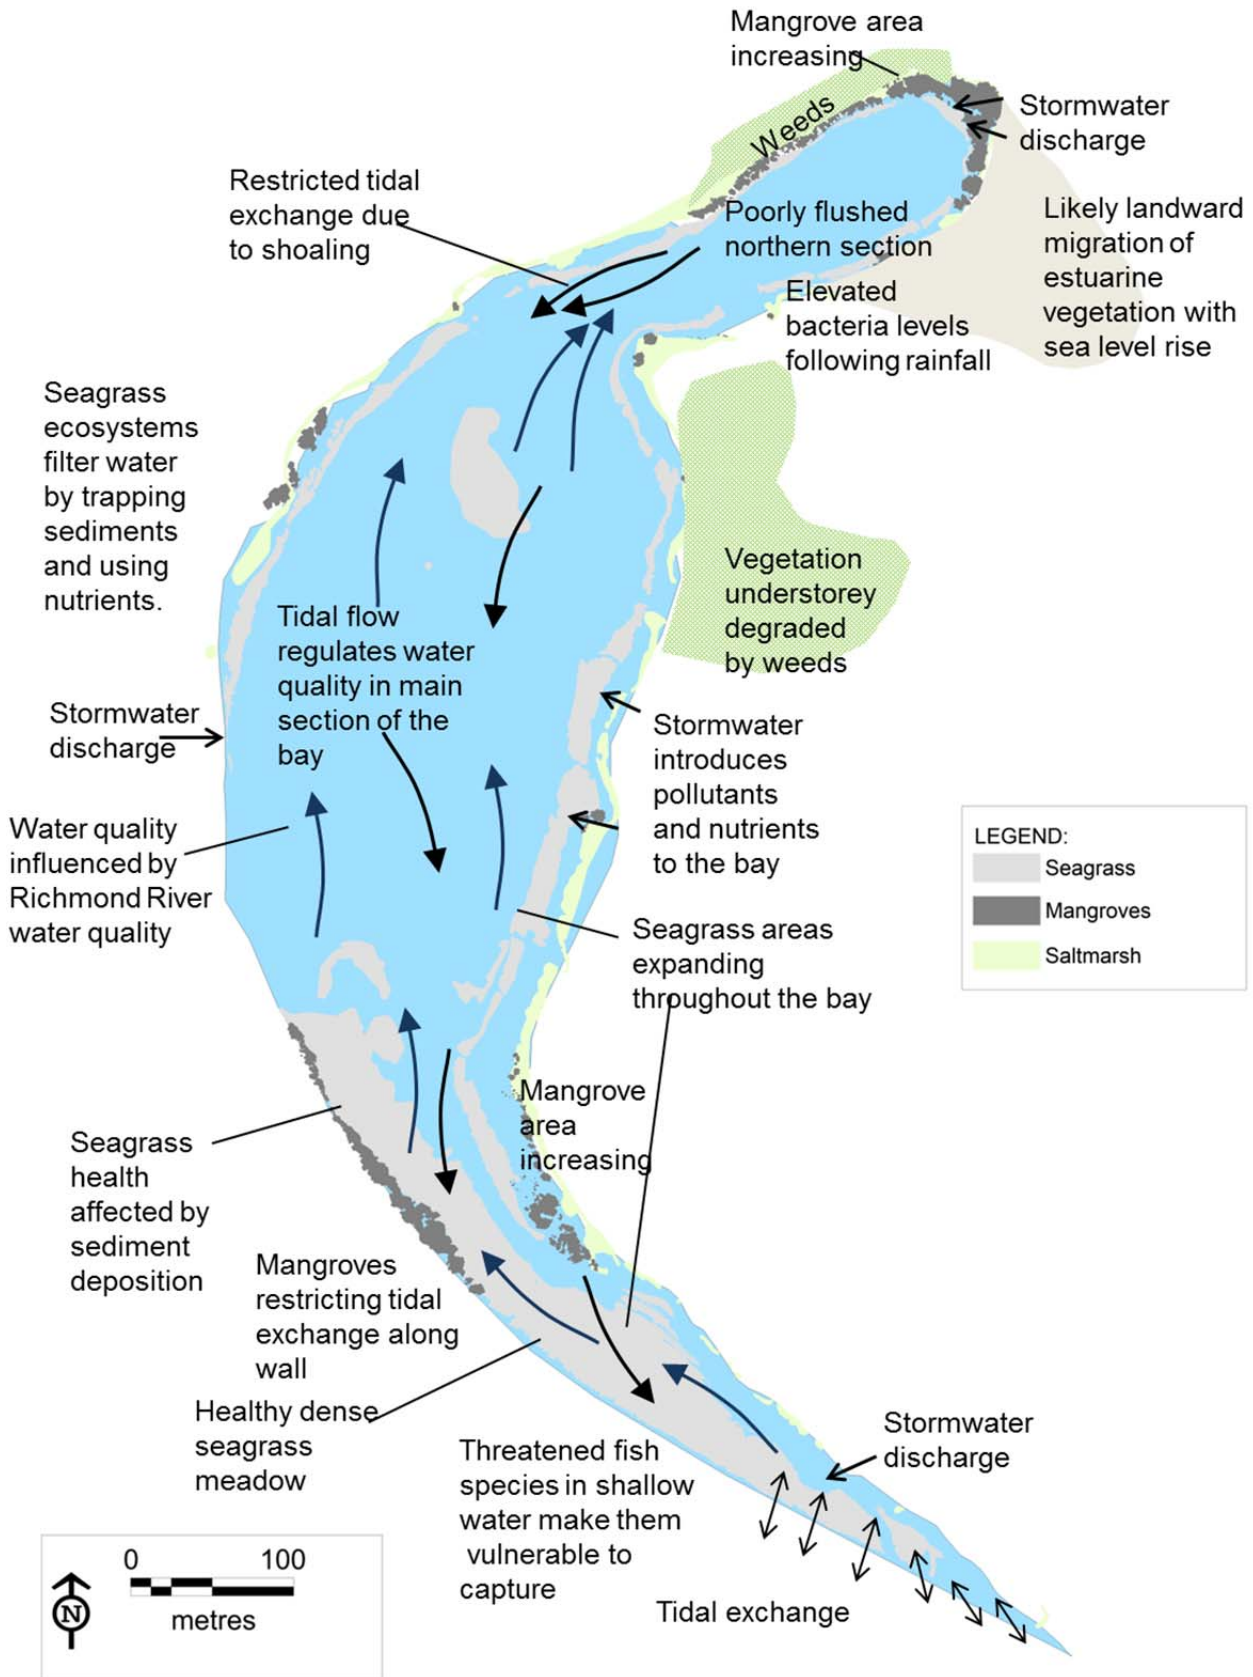 Mangrove area
increasing
Stormwater
discharge
Weeds
Restricted tidal
exchange due
to shoaling
Poorly flushed
northern section
Likely landward
migration of
estuarine
vegetation with
sea level rise
Elevated
bacteria levels
following rainfall
Seagrass
ecosystems
filter water
by trapping
sediments
and using
nutrients.
Vegetation
understorey
degraded
by weeds
Tidal flow
regulates water
quality in main
section of the
bay
Stormwater
discharge
Stormwater
introduces
pollutants
and nutrients
to the bay
Water quality
influenced by
Richmond River
water quality
LEGEND:
Seagrass
Mangroves
Saltmarsh
Seagrass areas
expanding
throughout the bay
Mangrove
area
increasing
Seagrass
health
affected by
sediment
deposition
Mangroves
restricting tidal
exchange along
wall
Healthy dense
seagrass
meadow
Threatened fish
species in shallow
water make them
vulnerable to
capture
Stormwater
discharge
Tidal exchange
0 100
metres
N